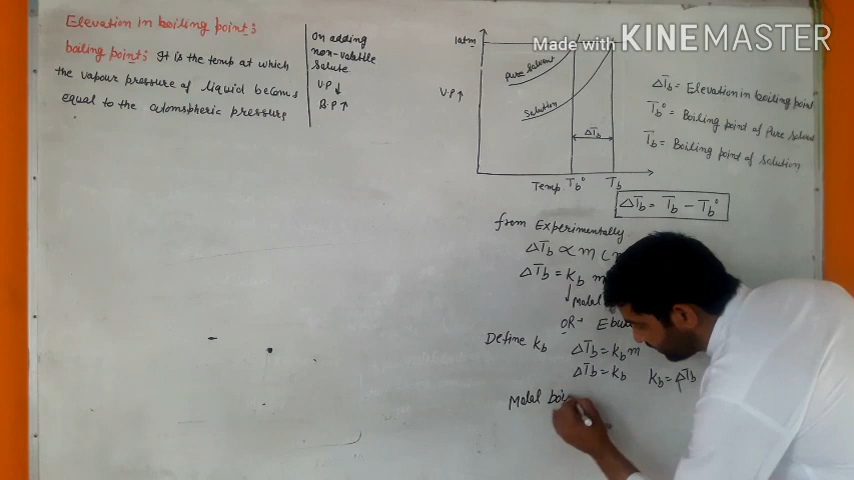 Elevation in boiling point:
boiling point: It is the temp at which
the vapour pressure of liquid becoms
equal to the atomspheric pressure
on adding
non-volatile
solute
V.P↓
B.P↑
1atm
Made with KINEMASTER
V.P↑
pure solvent
Solution
ΔTb
Temp Tb° Tb
ΔTb = Elevation in boiling point
Tb° = Boiling point of Pure solvent
Tb = Boiling point of solution
ΔTb = Tb − Tb°
from Experimentally
ΔTb ∝ m (
ΔTb = kb m
↓ Molal
OR→
Define kb ΔTb = kb m
ΔTb = kb kb = ΔTb
Molal boi